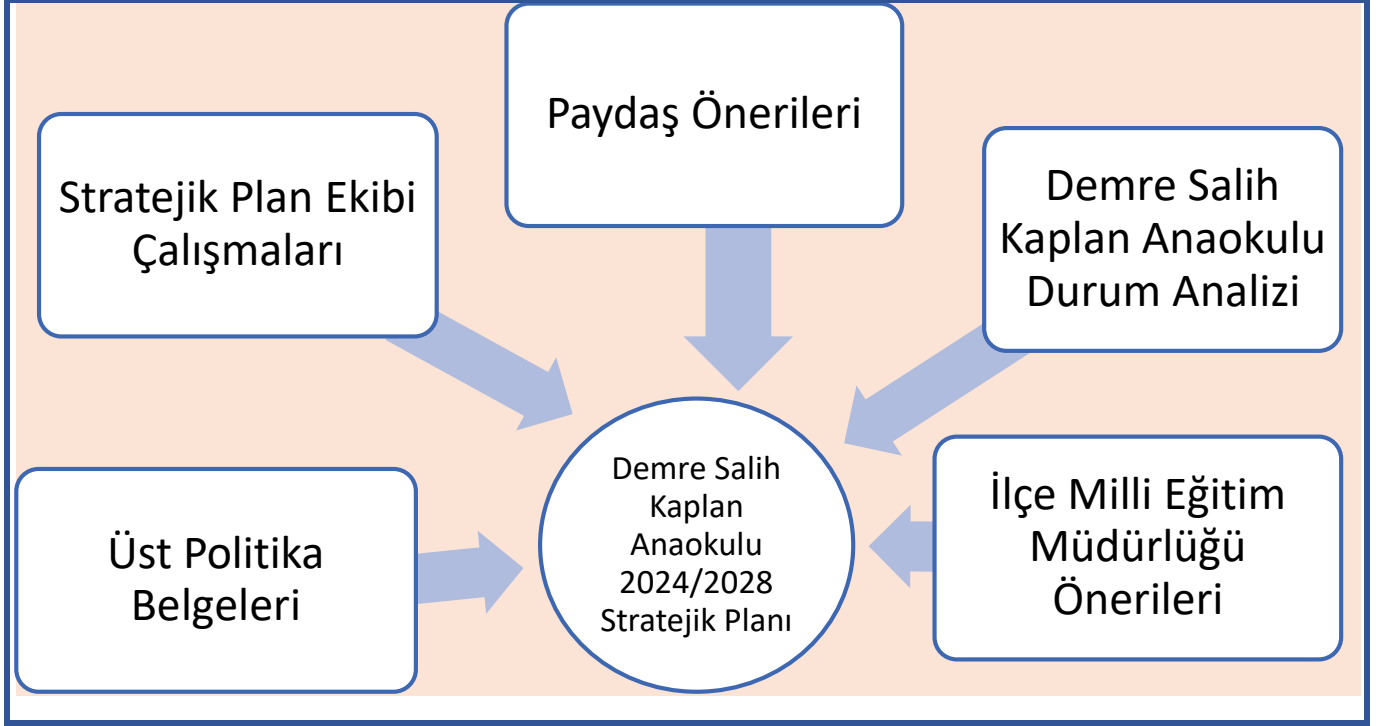 Paydaş Önerileri
Stratejik Plan Ekibi
Çalışmaları
Demre Salih
Kaplan Anaokulu
Durum Analizi
Üst Politika
Belgeleri
Demre Salih
Kaplan
Anaokulu
2024/2028
Stratejik Planı
İlçe Milli Eğitim
Müdürlüğü
Önerileri